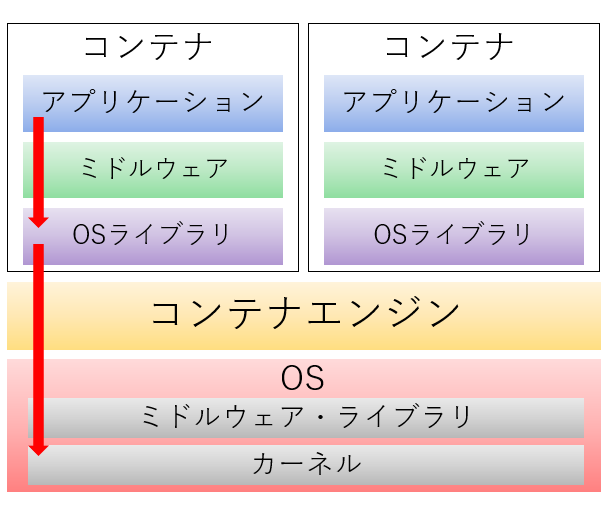 コンテナ
アプリケーション
ミドルウェア
OSライブラリ
コンテナ
アプリケーション
ミドルウェア
OSライブラリ
コンテナエンジン
OS
ミドルウェア・ライブラリ
カーネル